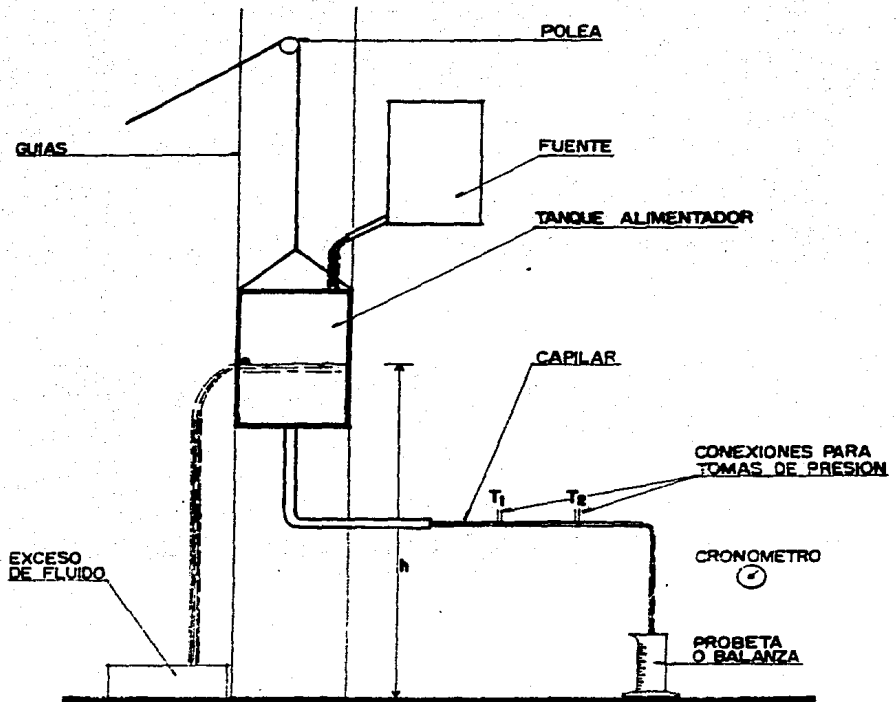 POLEA
GUIAS
FUENTE
TANQUE ALIMENTADOR
CAPILAR
CONEXIONES PARA
TOMAS DE PRESION
T1 T2
EXCESO
DE FLUIDO
h
CRONOMETRO
PROBETA
O BALANZA